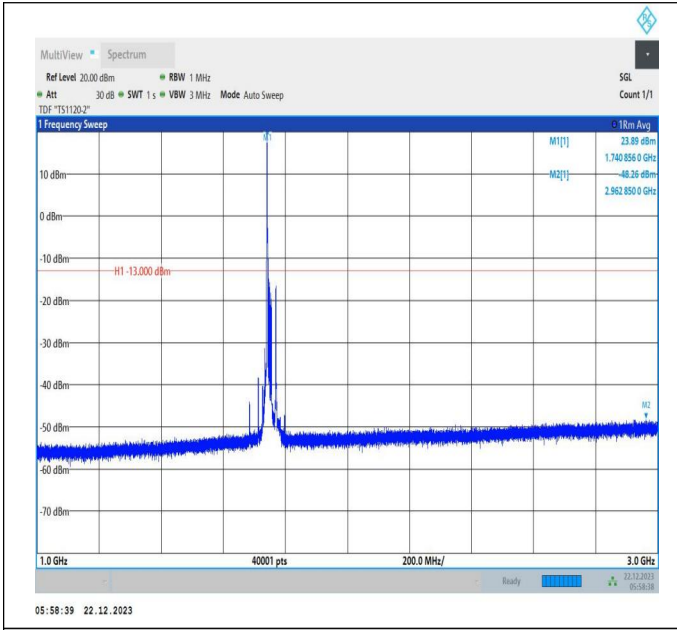 R S
MultiView Spectrum
Ref Level 20.00 dBm RBW 1 MHz SGL
Att 30 dB SWT 1 s VBW 3 MHz Mode Auto Sweep Count 1/1
TDF "TS1120-2"
1 Frequency Sweep 1Rm Avg
M1
M1[1] 23.89 dBm
1.740 856 0 GHz
10 dBm M2[1] -48.26 dBm
2.962 850 0 GHz
0 dBm
-10 dBm
H1 -13.000 dBm
-20 dBm
-30 dBm
-40 dBm
M2
-50 dBm
-60 dBm
-70 dBm
1.0 GHz 40001 pts 200.0 MHz/ 3.0 GHz
Ready 22.12.2023
05:58:38
05:58:39 22.12.2023